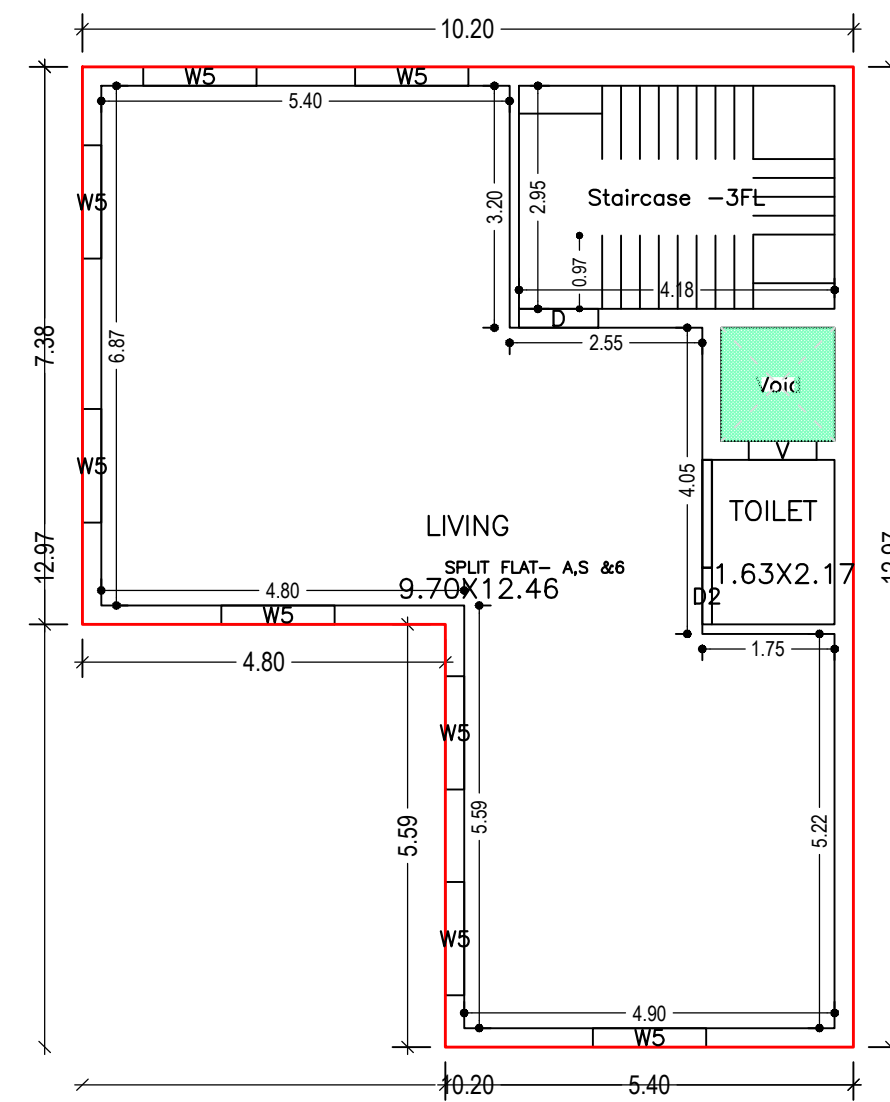 10.20
W5
W5
5.40
W5
3.20
2.95
Staircase -3FL
0.97
4.18
D
2.55
7.38
6.87
Void
W5
4.05
V
LIVING
TOILET
12.97
SPLIT FLAT- A,S &6
9.70X12.46
1.63X2.17
12.97
4.80
D2
W5
4.80
1.75
W5
5.59
5.59
5.22
W5
4.90
W5
10.20
5.40